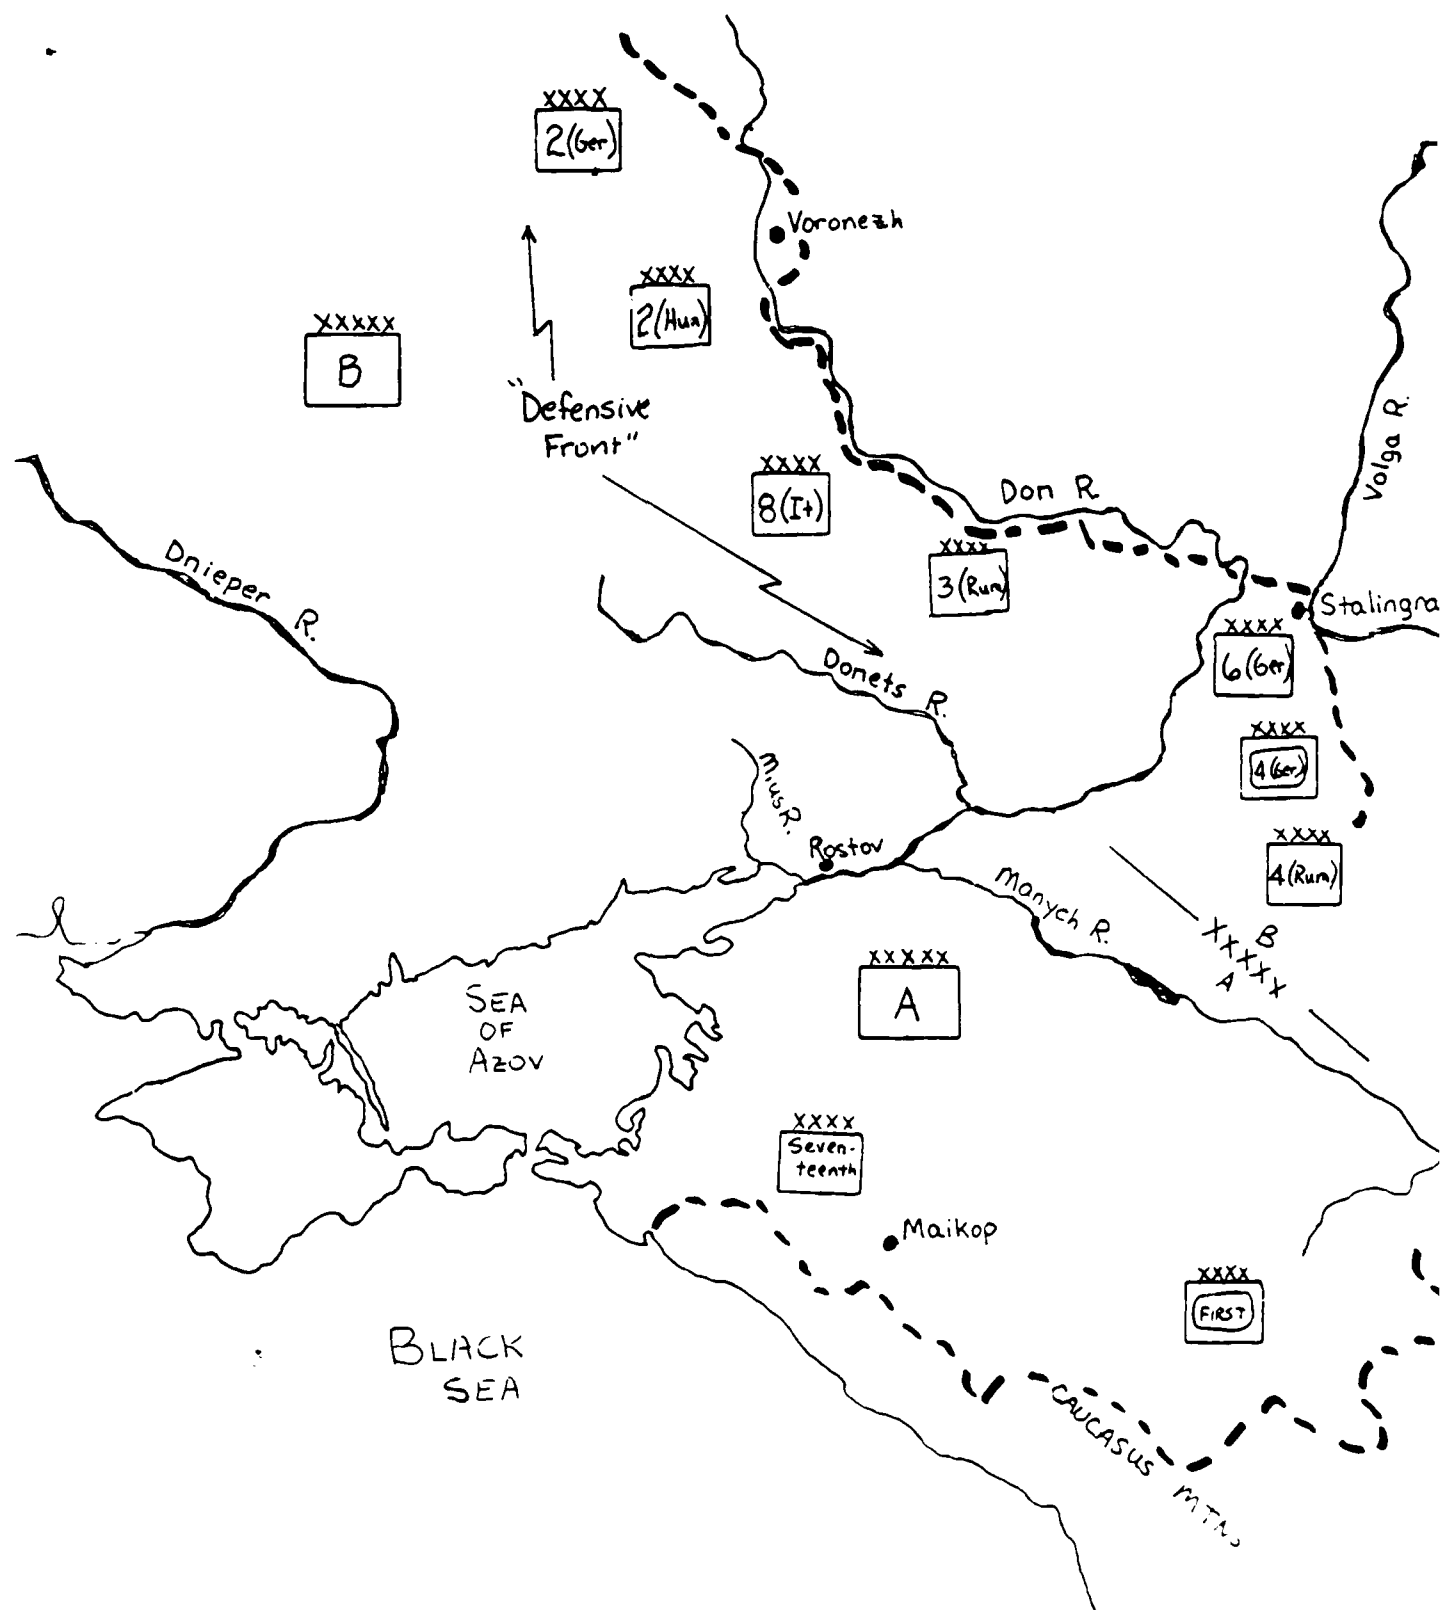 XXXX
2(Ger)
Voronezh
XXXX
2(Hun)
XXXXX
B
"Defensive
Front"
Volga R.
XXXX
8(It)
Don R
XXXX
3(Rum)
Dnieper R.
Stalingra
XXXX
6(Ger)
Donets R.
XXXX
4(Ger)
Mius R.
Rostov
XXXX
4(Rum)
Manych R.
B
XXXXX
A
XXXXX
A
SEA
OF
AZOV
XXXX
Seven-
teenth
Maikop
XXXX
FIRST
BLACK
SEA
CAUCASUS MTNS